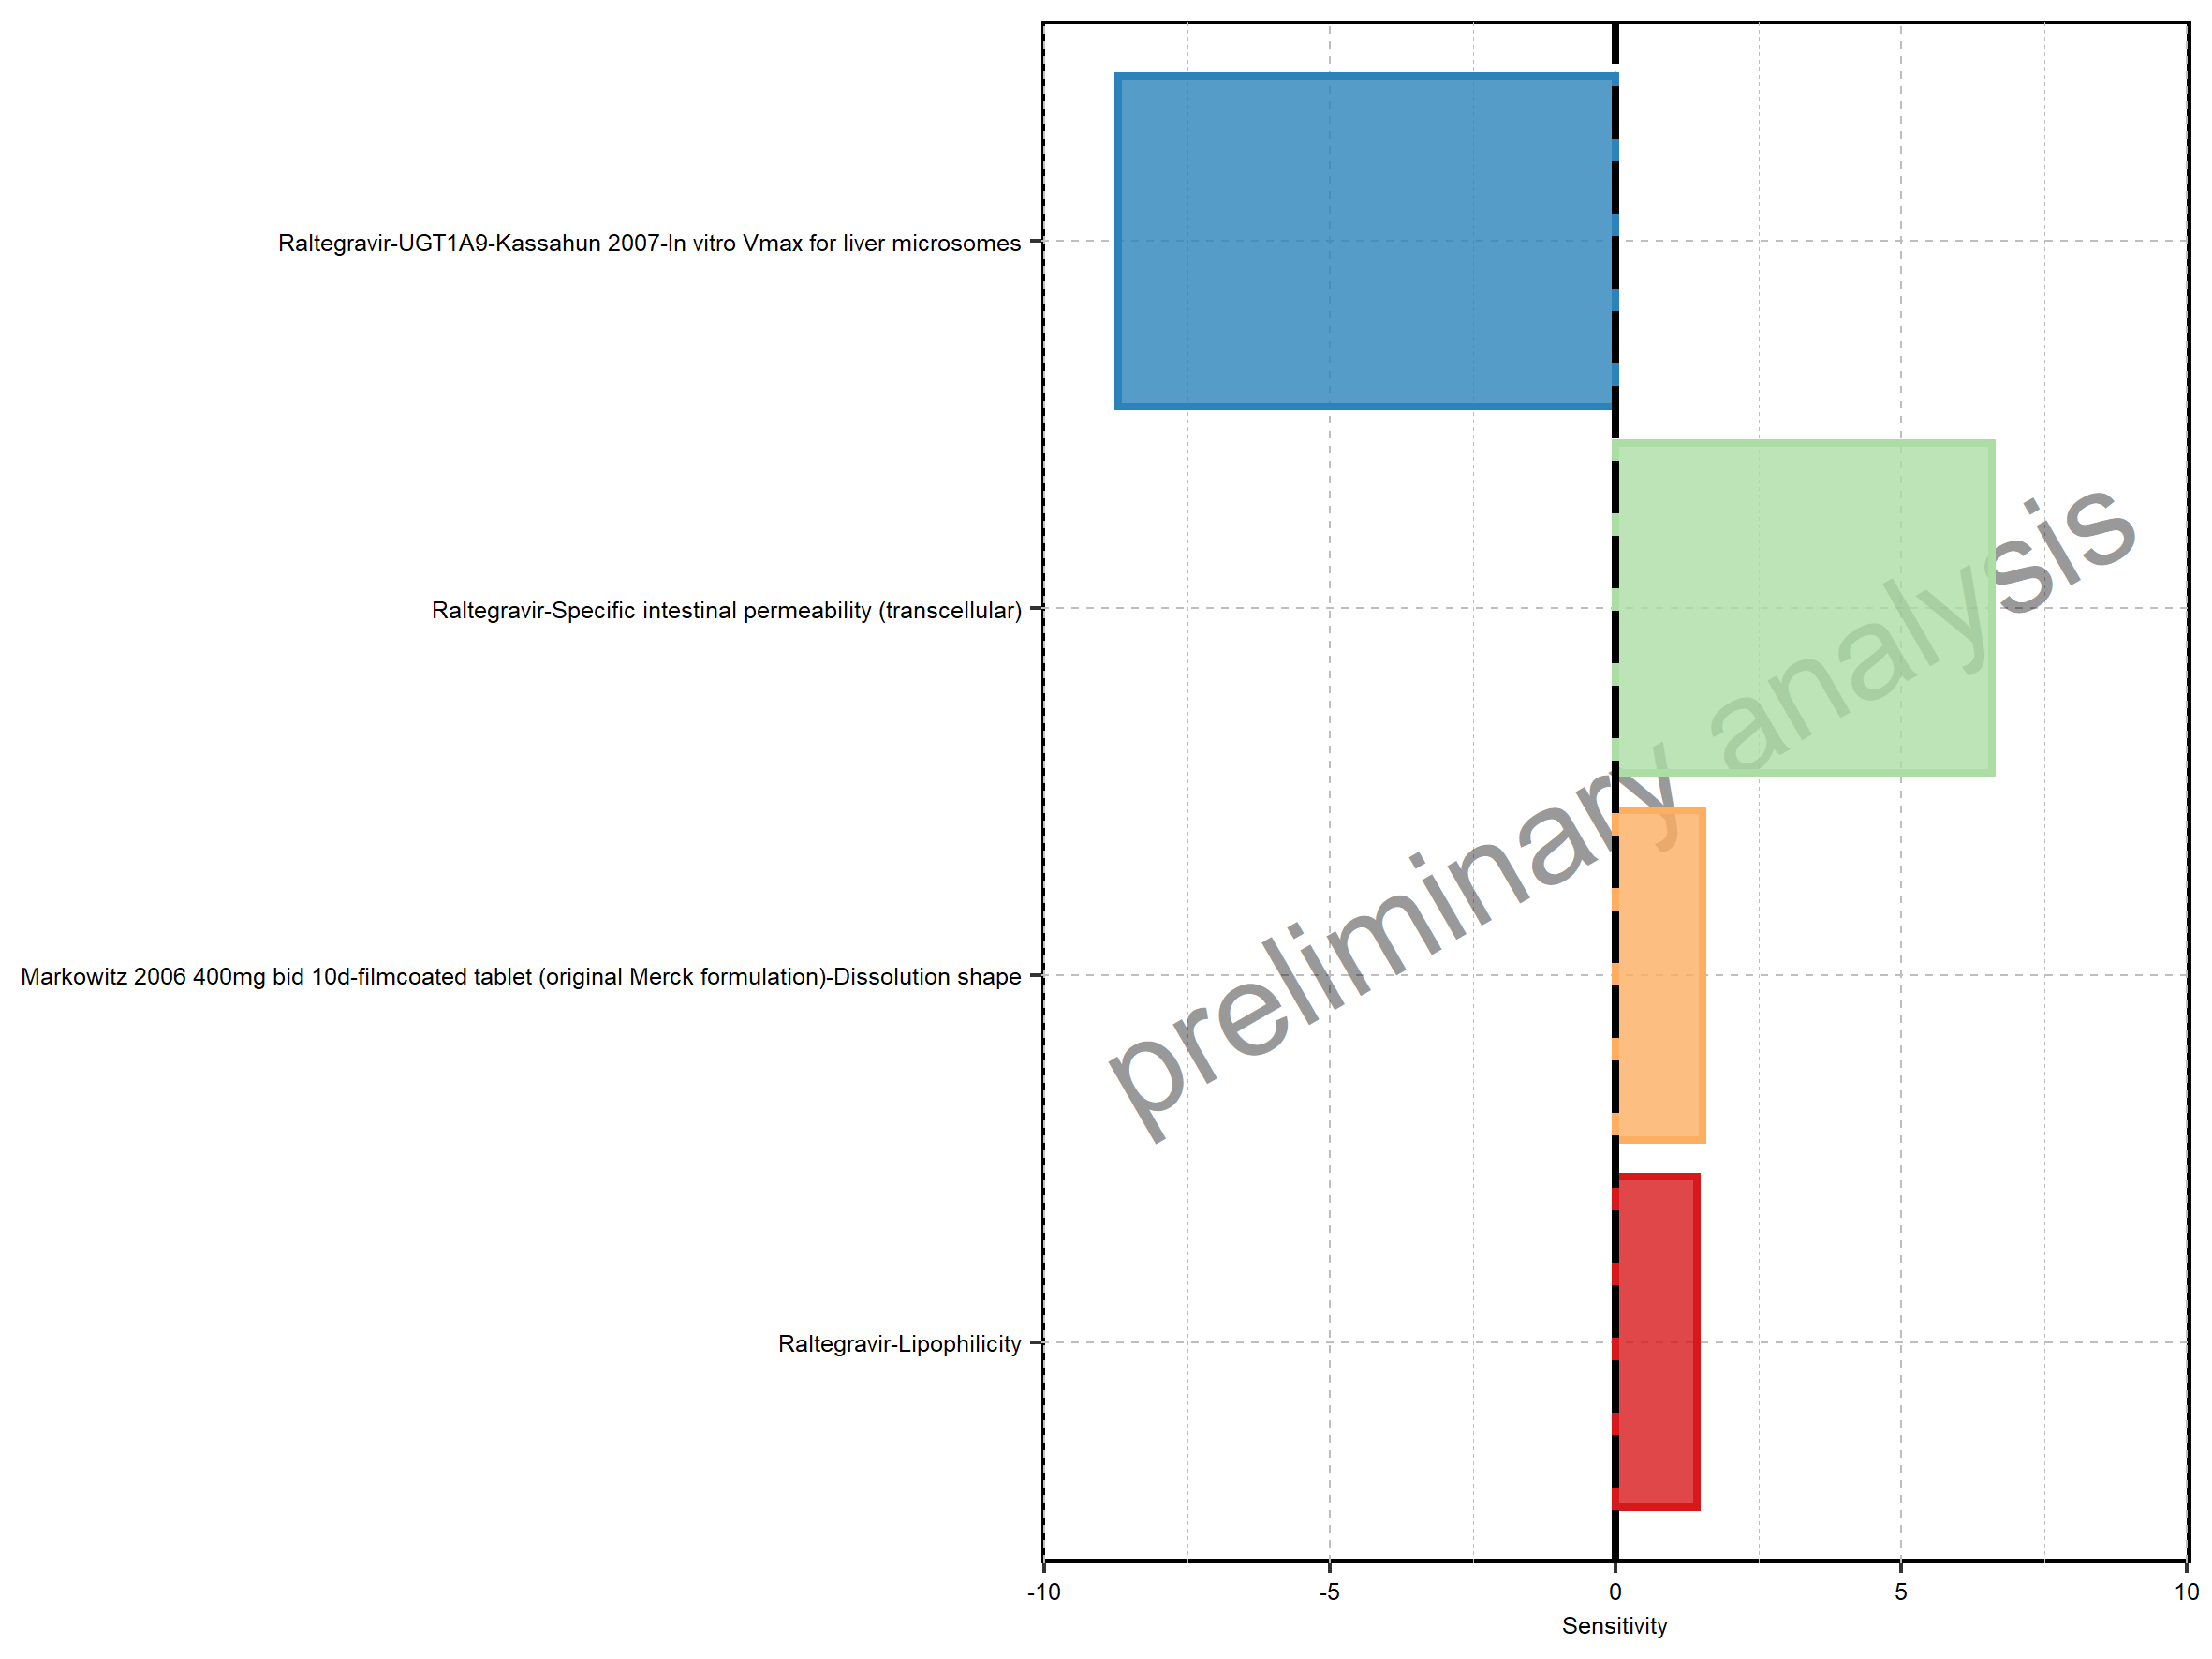 Raltegravir-UGT1A9-Kassahun 2007-In vitro Vmax for liver microsomes
Raltegravir-Specific intestinal permeability (transcellular)
Markowitz 2006 400mg bid 10d-filmcoated tablet (original Merck formulation)-Dissolution shape
Raltegravir-Lipophilicity
preliminary analysis
-10 -5 0 5 10
Sensitivity